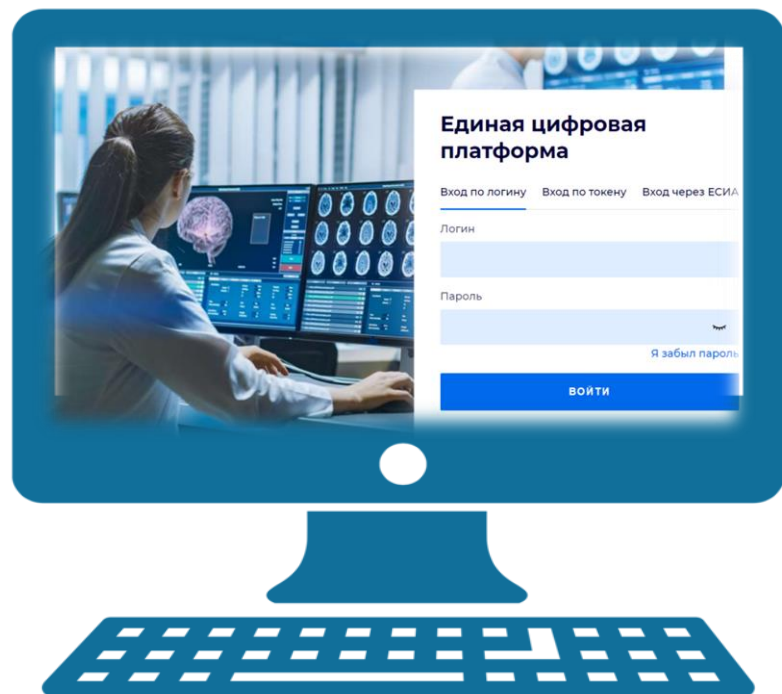 Единая цифровая
платформа
Вход по логину Вход по токену Вход через ЕСИА
Логин
Пароль
Я забыл пароль
ВОЙТИ